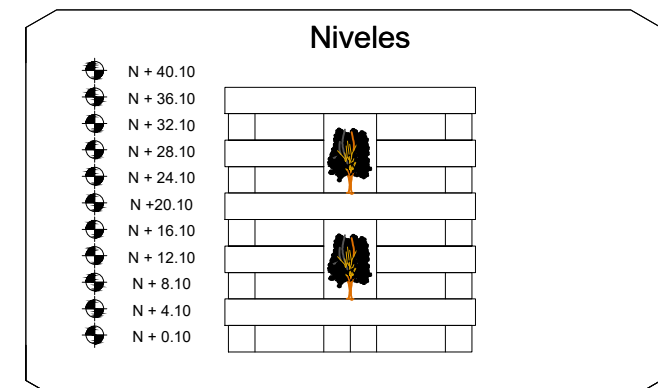 Niveles
N + 40.10
N + 36.10
N + 32.10
N + 28.10
N + 24.10
N +20.10
N + 16.10
N + 12.10
N + 8.10
N + 4.10
N + 0.10